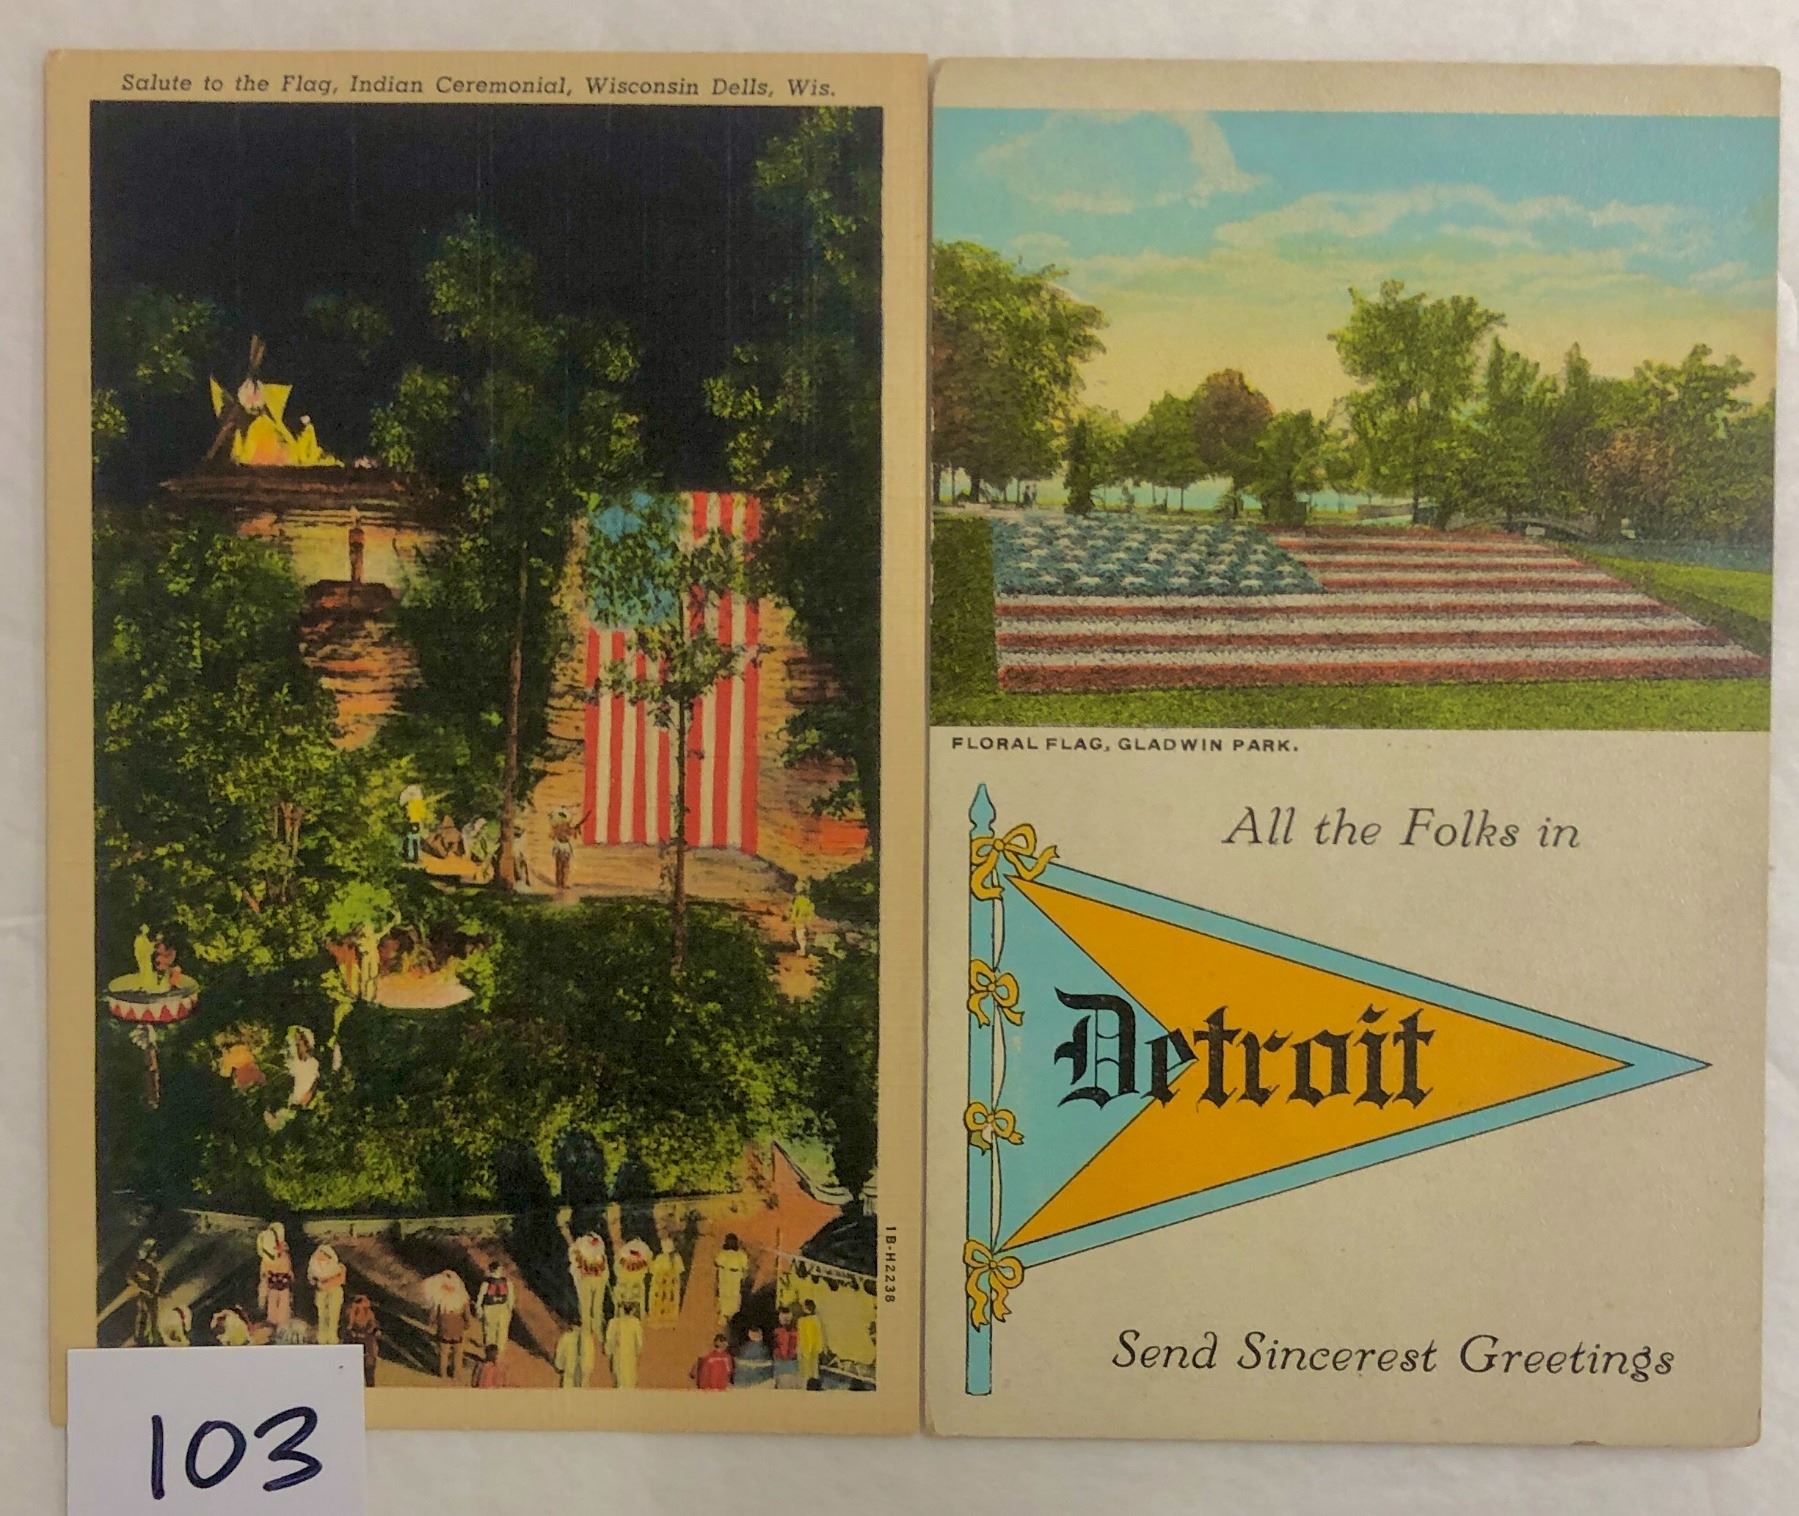 Salute to the Flag, Indian Ceremonial, Wisconsin Dells, Wis.
1B-H2238
103
FLORAL FLAG, GLADWIN PARK.
All the Folks in
Detroit
Send Sincerest Greetings